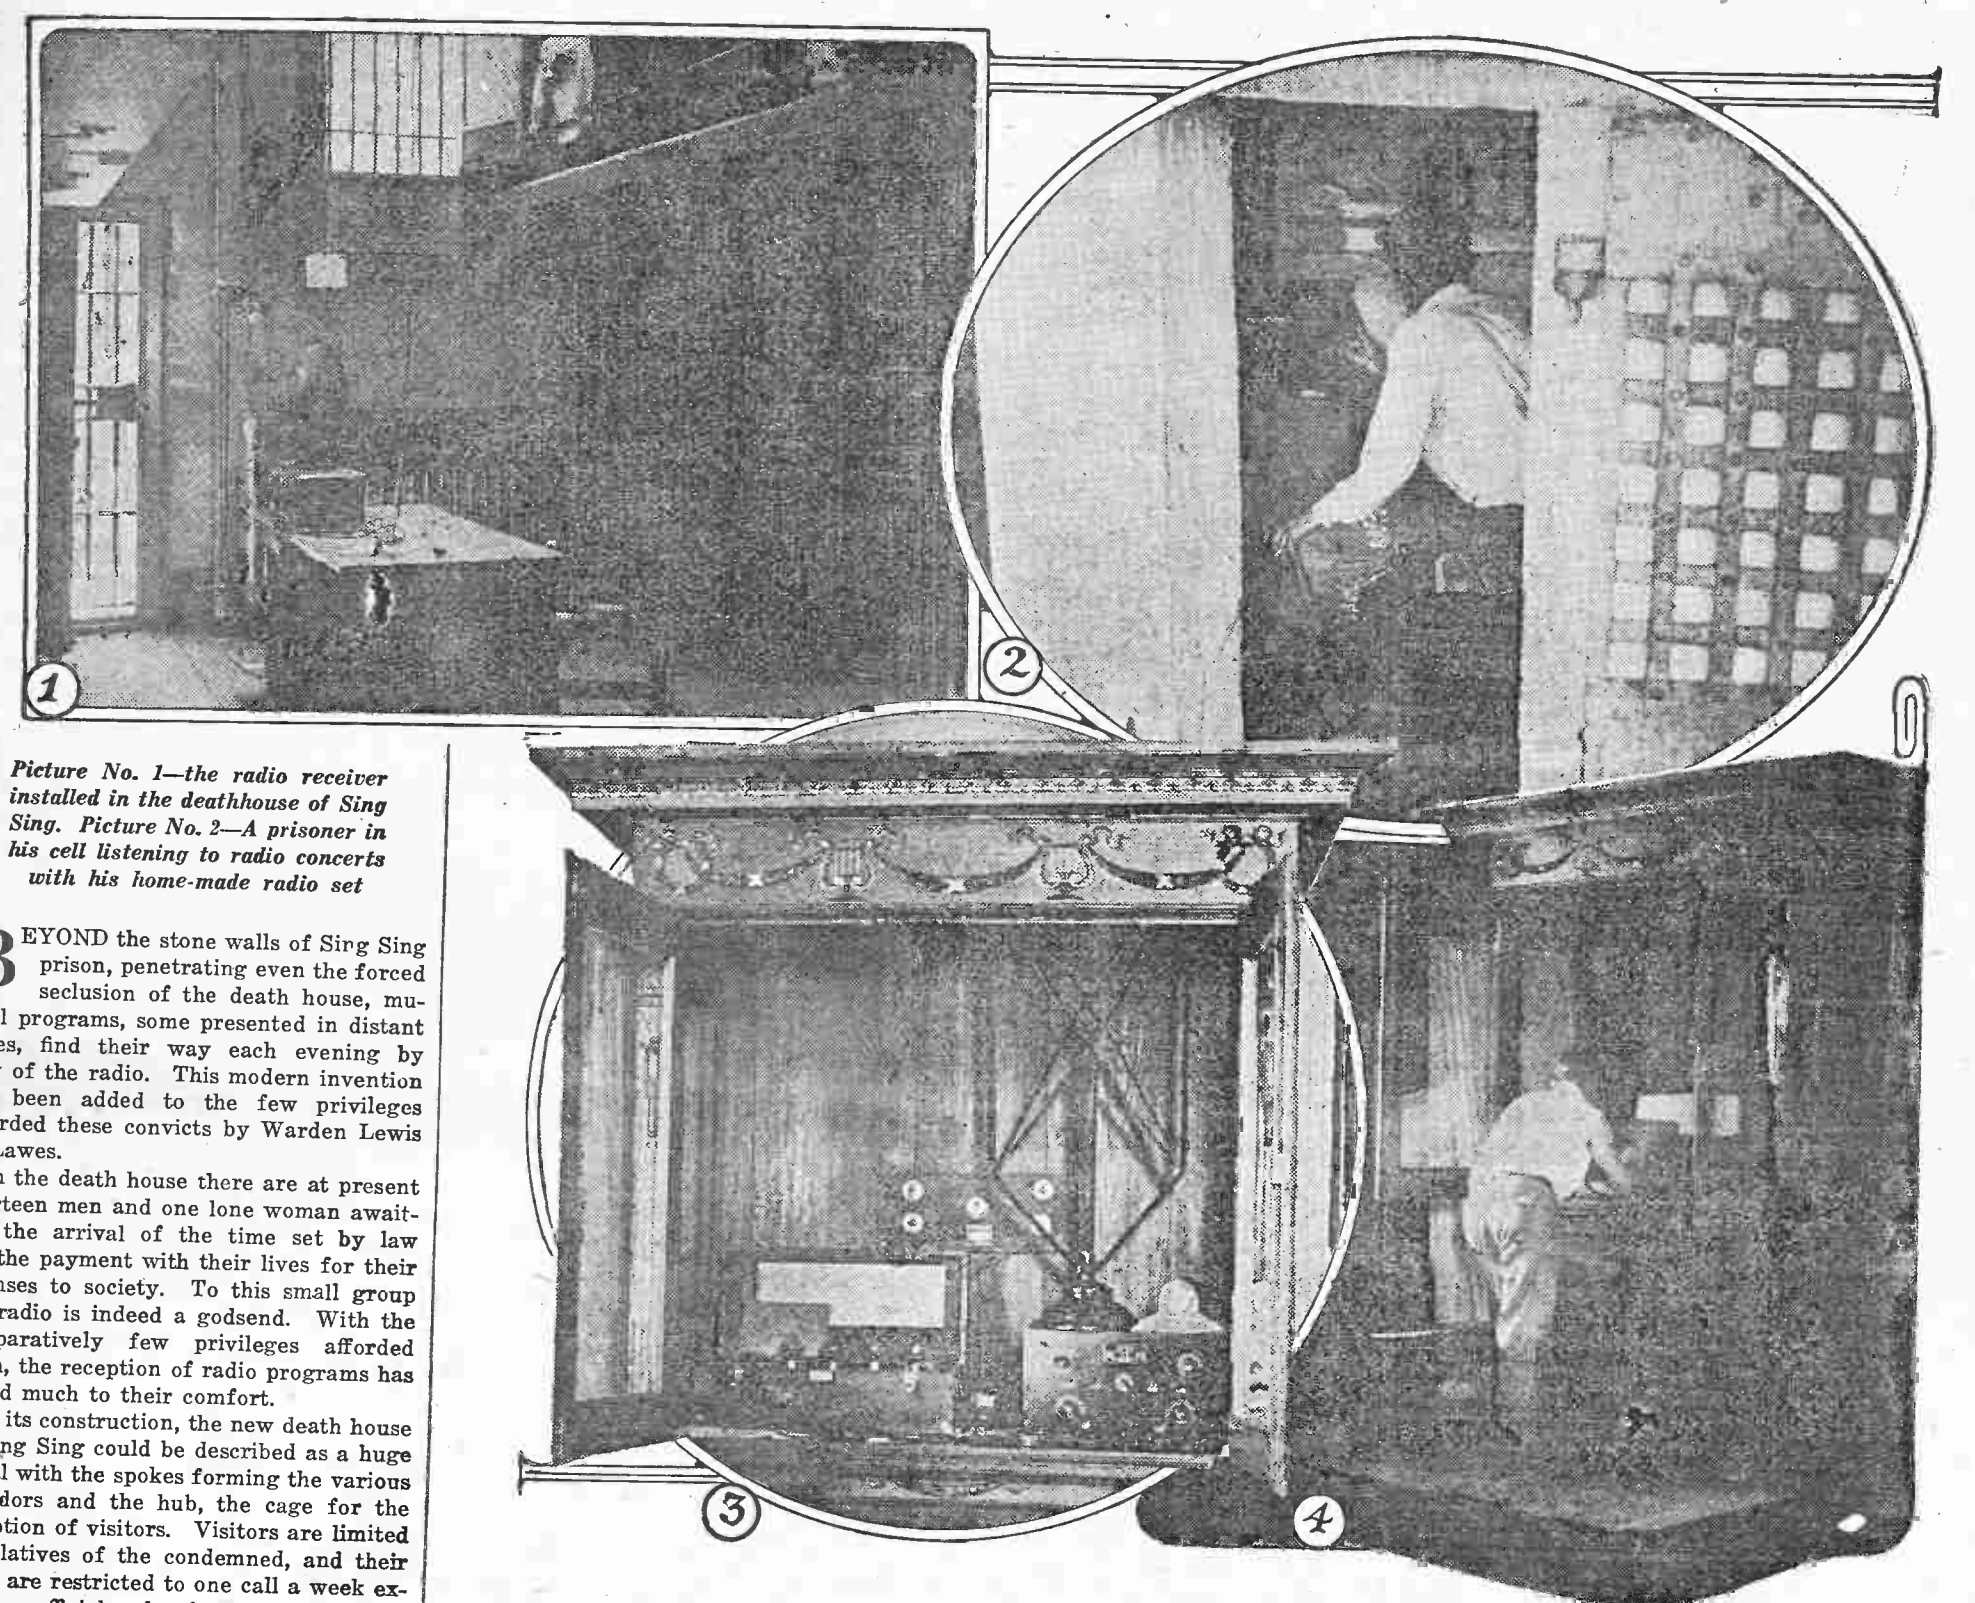 1
2
Picture No. 1—the radio receiver
installed in the deathhouse of Sing
Sing. Picture No. 2—A prisoner in
his cell listening to radio concerts
with his home-made radio set
BEYOND the stone walls of Sing Sing
prison, penetrating even the forced
seclusion of the death house, mu-
l programs, some presented in distant
es, find their way each evening by
of the radio. This modern invention
been added to the few privileges
rded these convicts by Warden Lewis
Lawes.
n the death house there are at present
teen men and one lone woman await-
the arrival of the time set by law
the payment with their lives for their
nses to society. To this small group
radio is indeed a godsend. With the
paratively few privileges afforded
, the reception of radio programs has
d much to their comfort.
its construction, the new death house
ng Sing could be described as a huge
l with the spokes forming the various
dors and the hub, the cage for the
tion of visitors. Visitors are limited
latives of the condemned, and their
are restricted to one call a week ex-
3
4